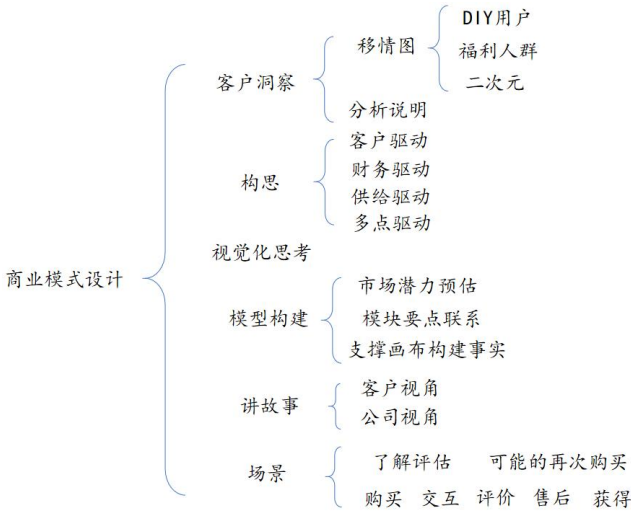 商业模式设计
客户洞察
移情图
DIY用户
福利人群
二次元
分析说明
构思
客户驱动
财务驱动
供给驱动
多点驱动
视觉化思考
模型构建
市场潜力预估
模块要点联系
支撑画布构建事实
讲故事
客户视角
公司视角
场景
了解评估 可能的再次购买
购买 交互 评价 售后 获得